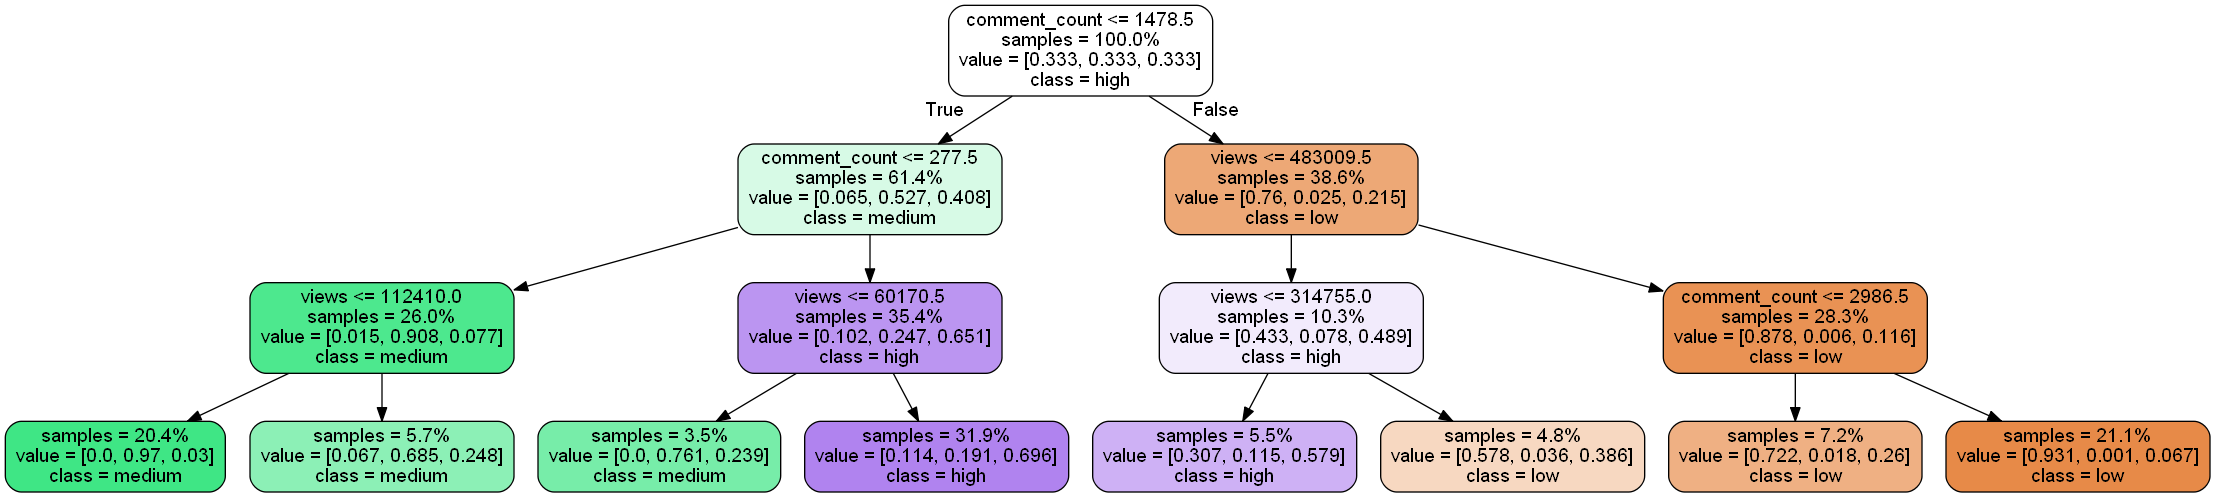 comment_count <= 1478.5
samples = 100.0%
value = [0.333, 0.333, 0.333]
class = high
True
False
comment_count <= 277.5
samples = 61.4%
value = [0.065, 0.527, 0.408]
class = medium
views <= 483009.5
samples = 38.6%
value = [0.76, 0.025, 0.215]
class = low
views <= 112410.0
samples = 26.0%
value = [0.015, 0.908, 0.077]
class = medium
views <= 60170.5
samples = 35.4%
value = [0.102, 0.247, 0.651]
class = high
views <= 314755.0
samples = 10.3%
value = [0.433, 0.078, 0.489]
class = high
comment_count <= 2986.5
samples = 28.3%
value = [0.878, 0.006, 0.116]
class = low
samples = 20.4%
value = [0.0, 0.97, 0.03]
class = medium
samples = 5.7%
value = [0.067, 0.685, 0.248]
class = medium
samples = 3.5%
value = [0.0, 0.761, 0.239]
class = medium
samples = 31.9%
value = [0.114, 0.191, 0.696]
class = high
samples = 5.5%
value = [0.307, 0.115, 0.579]
class = high
samples = 4.8%
value = [0.578, 0.036, 0.386]
class = low
samples = 7.2%
value = [0.722, 0.018, 0.26]
class = low
samples = 21.1%
value = [0.931, 0.001, 0.067]
class = low